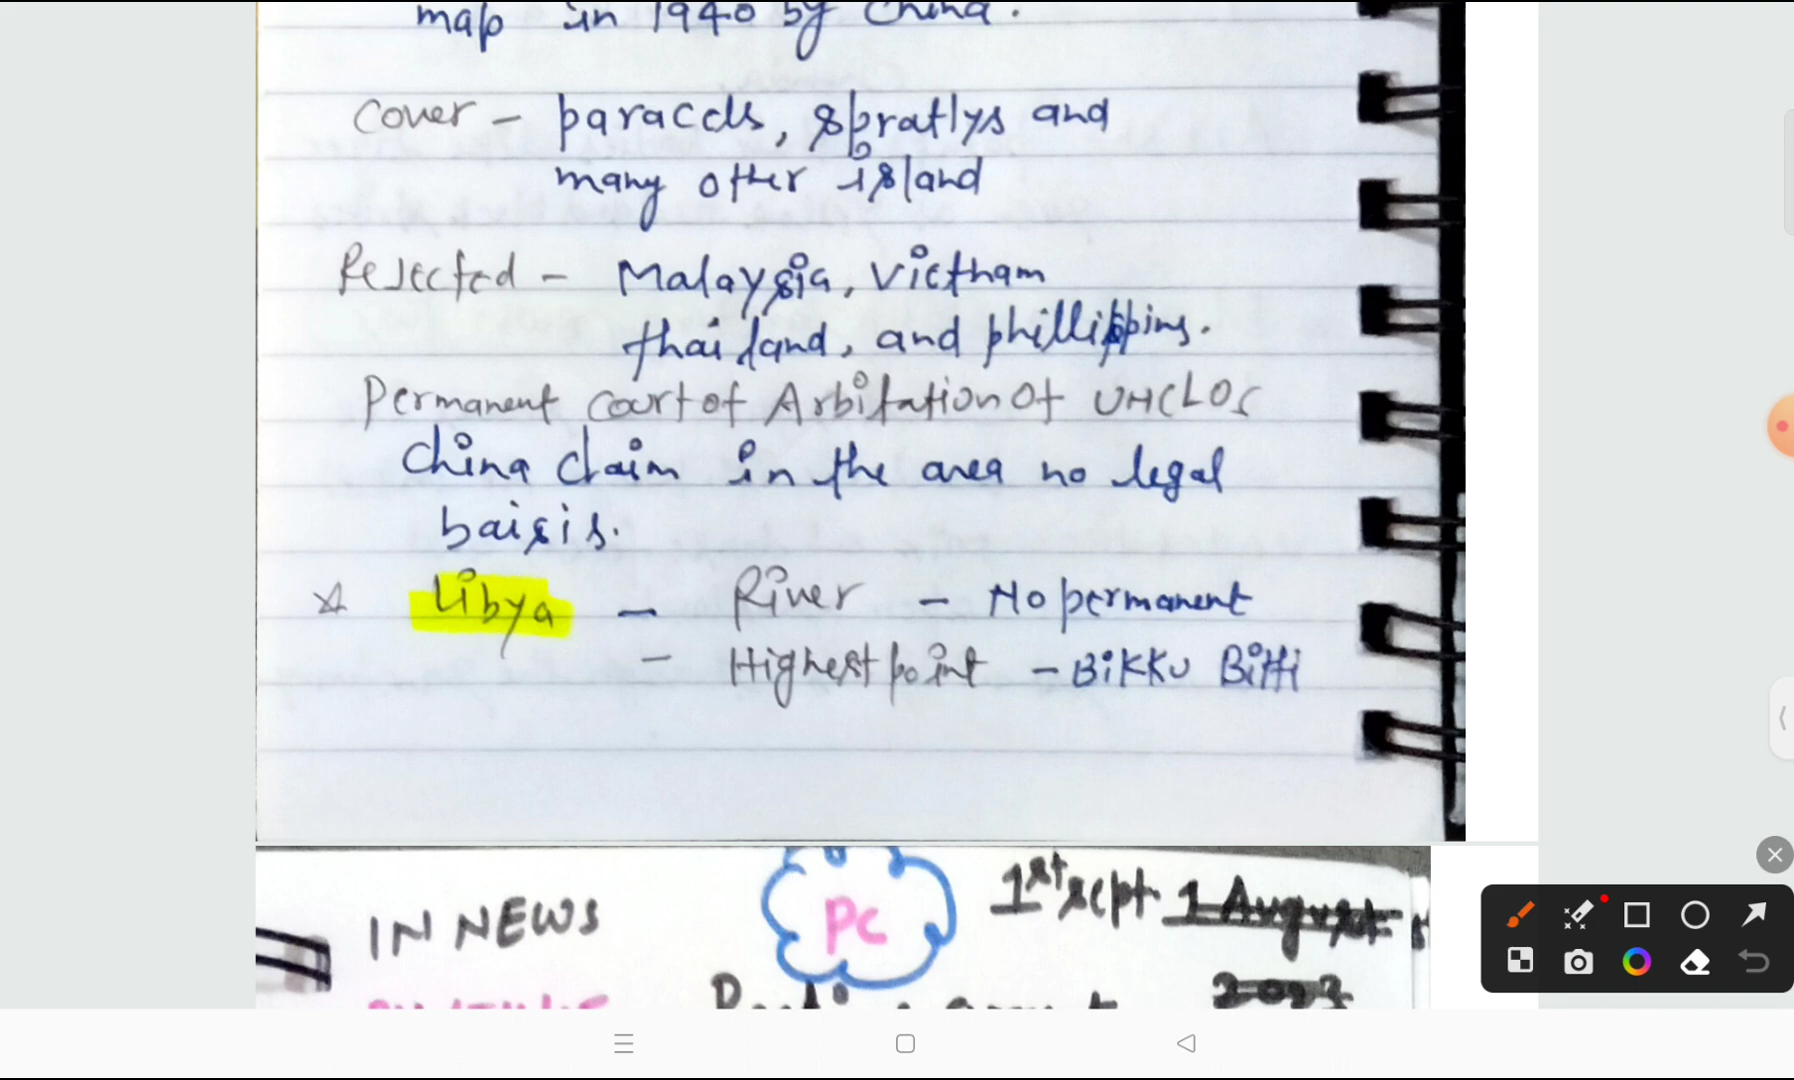 map in 1940 by China.
Cover - paracels, spratlys and
many other island
Rejected - Malaysia, Vietnam
thailand, and phillippins.
Permanent court of Arbitation of UNCLOS
China claim in the area no legal
baisis.
Libya - River - No permanent
- Highest point - BiKKU Bitti
IN NEWS
PC
1st sept 1 August
2023